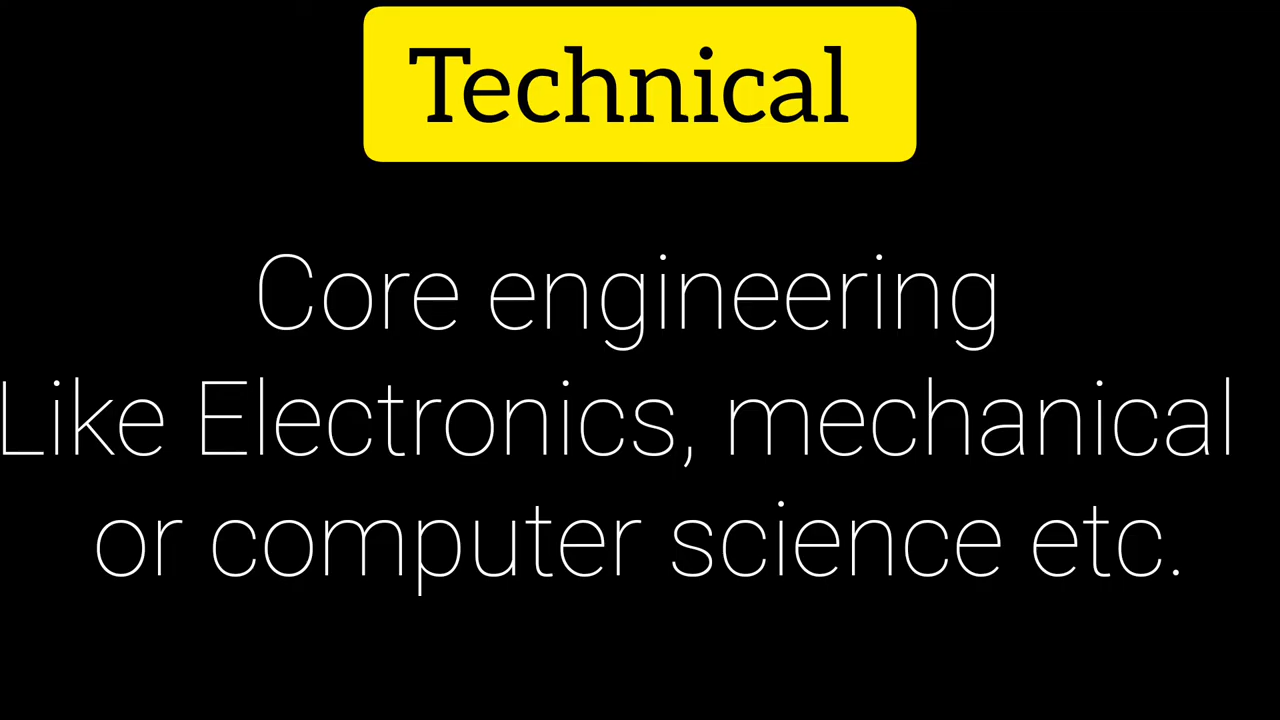 Technical
Core engineering
Like Electronics, mechanical
or computer science etc.